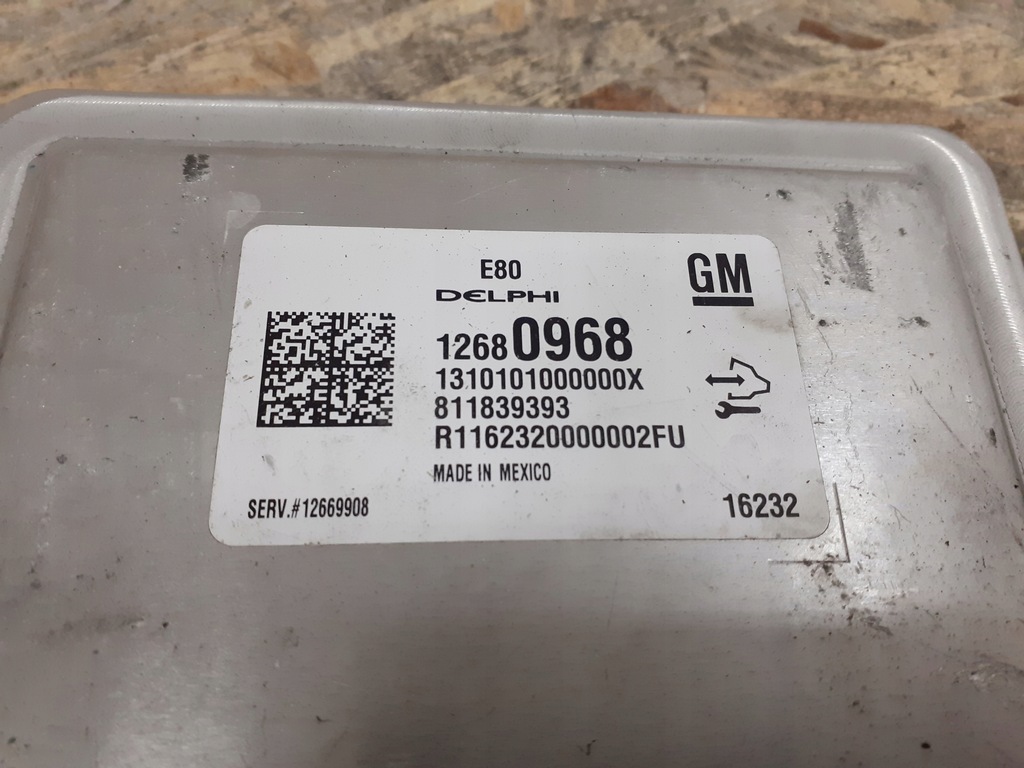 E80
DELPHI
GM
12680968
1310101000000X
811839393
R1162320000002FU
MADE IN MEXICO
SERV.#12669908
16232